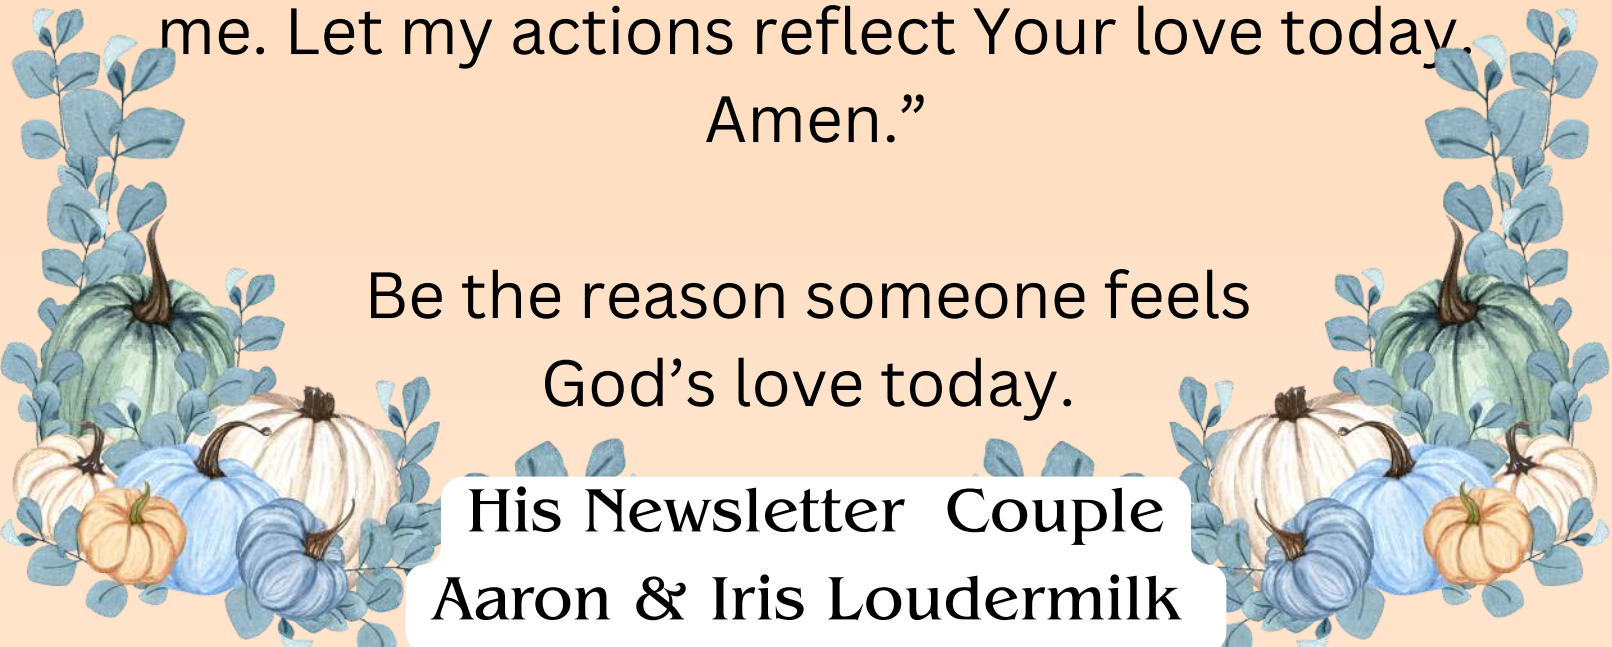 me. Let my actions reflect Your love today.
Amen.”
Be the reason someone feels
God’s love today.
His Newsletter  Couple
Aaron & Iris Loudermilk